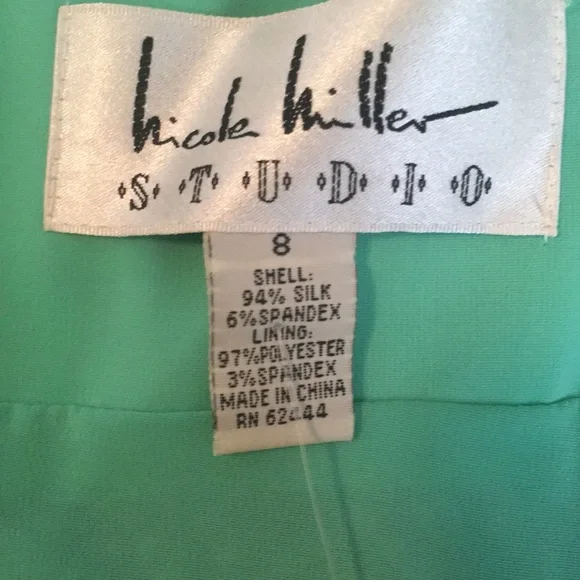 nicole miller
STUDIO
8
SHELL:
94% SILK
6%SPANDEX
LINING:
97%POLYESTER
3%SPANDEX
MADE IN CHINA
RN 62444